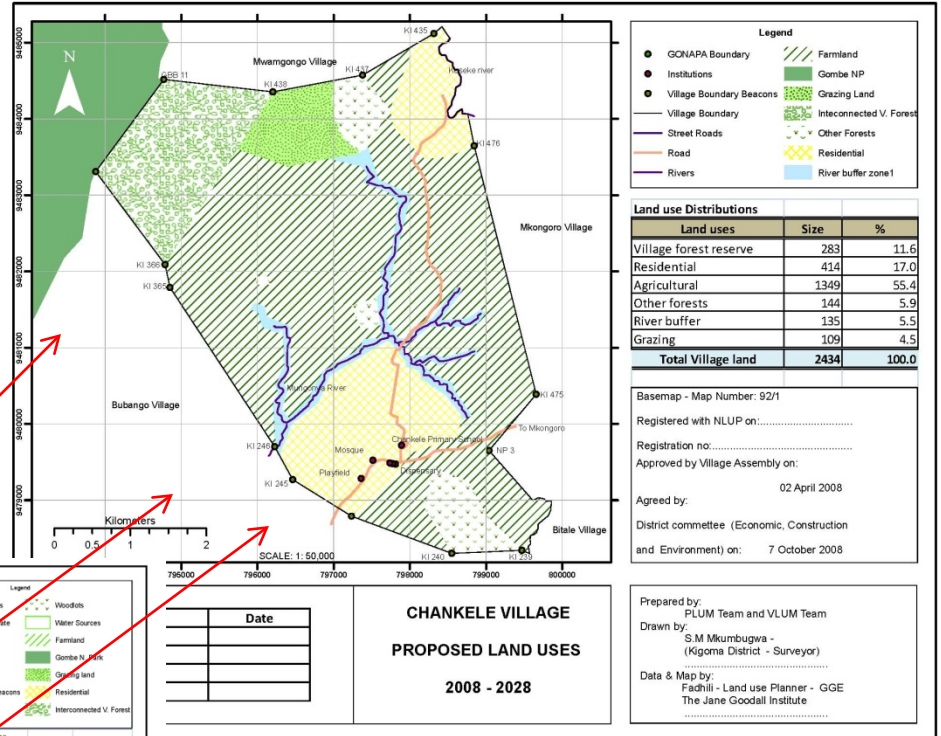 9485000
9484000
9483000
9482000
9481000
9480000
9479000
N
KI 435
Mwamgongo Village
KI 437
GBB 11
KI 438
KI 476
Mkongoro Village
KI 366
KI 365
KI 475
Mungonya River
Bubango Village
To Mkongoro
KI 246
Chankele Primary School
NP 3
Mosque
Dispensary
Playfield
KI 245
Bitale Village
Kilometers
0 0.5 1 2
KI 240
KI 239
SCALE: 1: 50,000
795000 796000 797000 798000 799000 800000
Legend
GONAPA Boundary
Institutions
Village Boundary Beacons
Village Boundary
Street Roads
Road
Rivers
Farmland
Gombe NP
Grazing Land
Inteconnected V. Forest
Other Forests
Residential
River buffer zone1
Land use Distributions
Land uses Size %
Village forest reserve 283 11.6
Residential 414 17.0
Agricultural 1349 55.4
Other forests 144 5.9
River buffer 135 5.5
Grazing 109 4.5
Total Village land 2434 100.0
Basemap - Map Number: 92/1
Registered with NLUP on:..............................
Registration no:..............................
Approved by Village Assembly on:
02 April 2008
Agreed by:
District commettee (Economic, Construction
and Environment) on: 7 October 2008
Legend
Woodlots
Water Sources
Farmland
Gombe N. Park
Grazing land
Residential
Interconnected V. Forest
Date
CHANKELE VILLAGE
PROPOSED LAND USES
2008 - 2028
Prepared by:
PLUM Team and VLUM Team
Drawn by:
S.M Mkumbugwa -
(Kigoma District - Surveyor)
..............................
Data & Map by:
Fadhili - Land use Planner - GGE
The Jane Goodall Institute
..............................